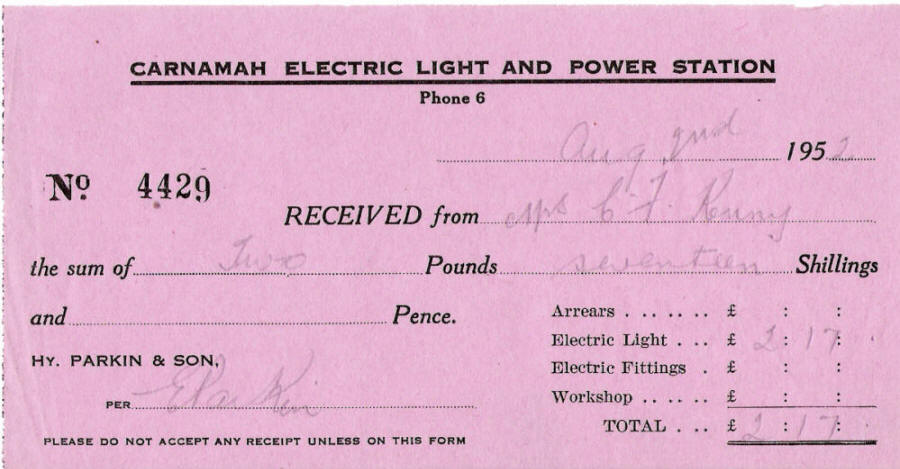 CARNAMAH ELECTRIC LIGHT AND POWER STATION
Phone 6
Aug 2nd 1952
No 4429
RECEIVED from Mrs C F. Kenny
the sum of Two Pounds seventeen Shillings
and Pence.
Arrears . . . . . . £ : :
Electric Light . . . £ 2 : 17 :
HY. PARKIN & SON,
Electric Fittings . £ : :
Workshop . . . . . £ : :
PER EParkin
TOTAL . . . £ 2 : 17 :
PLEASE DO NOT ACCEPT ANY RECEIPT UNLESS ON THIS FORM